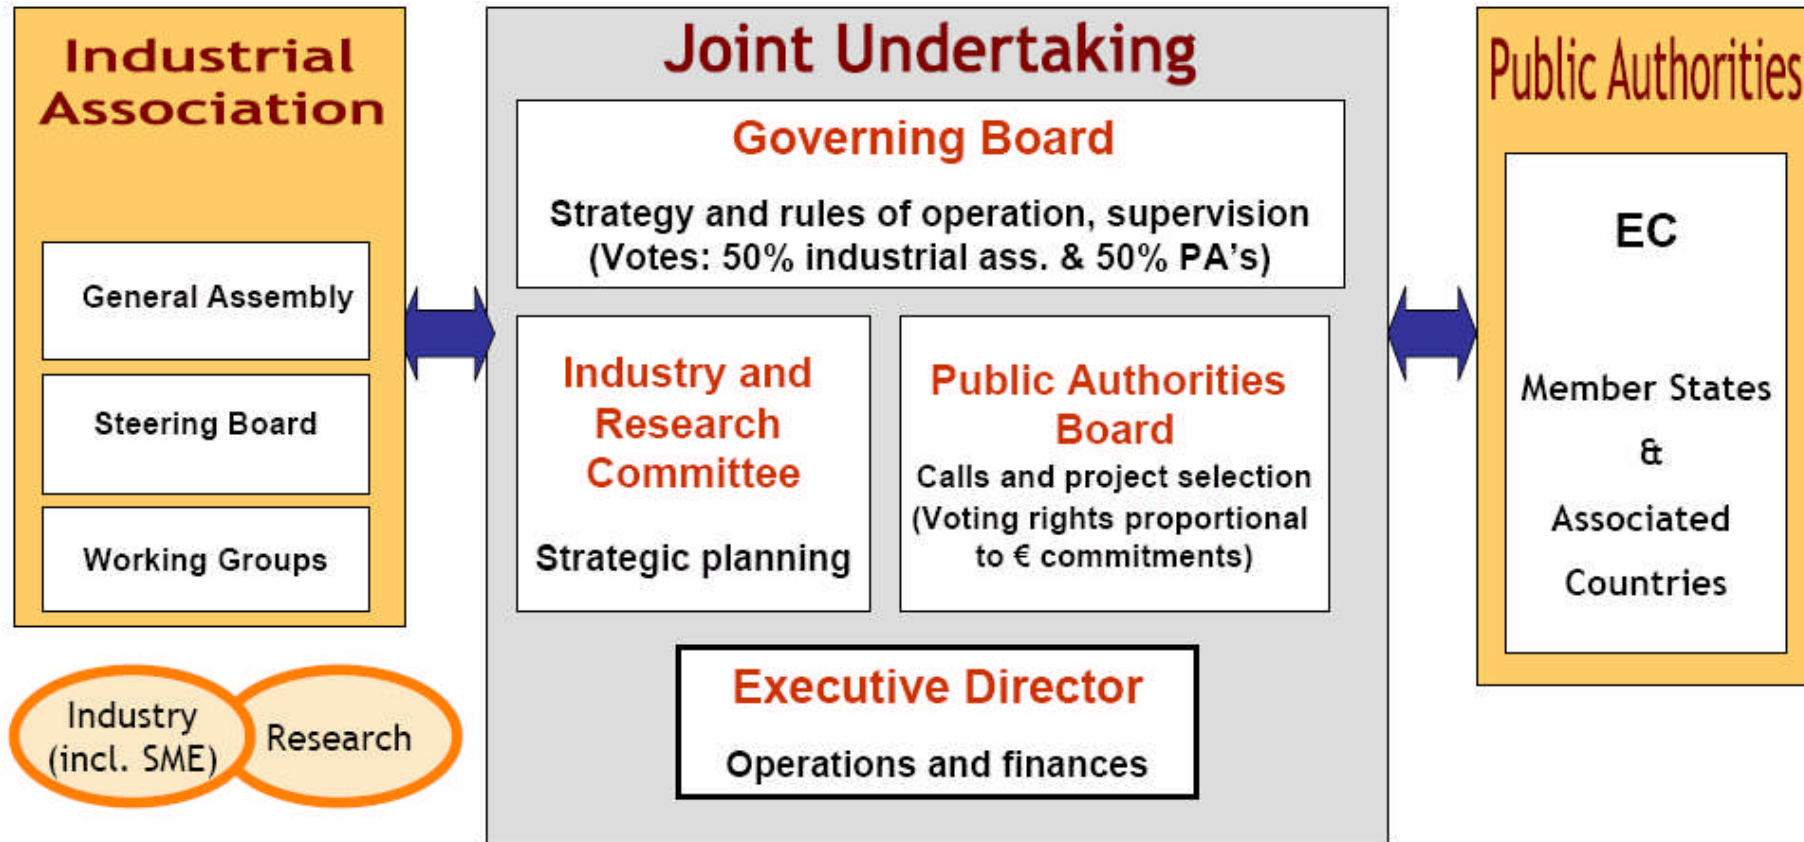 Industrial
Association
General Assembly
Steering Board
Working Groups
Industry
(incl. SME)
Research
Joint Undertaking
Governing Board
Strategy and rules of operation, supervision
(Votes: 50% industrial ass. & 50% PA's)
Industry and
Research
Committee
Strategic planning
Public Authorities
Board
Calls and project selection
(Voting rights proportional
to € commitments)
Executive Director
Operations and finances
Public Authorities
EC
Member States
&
Associated
Countries